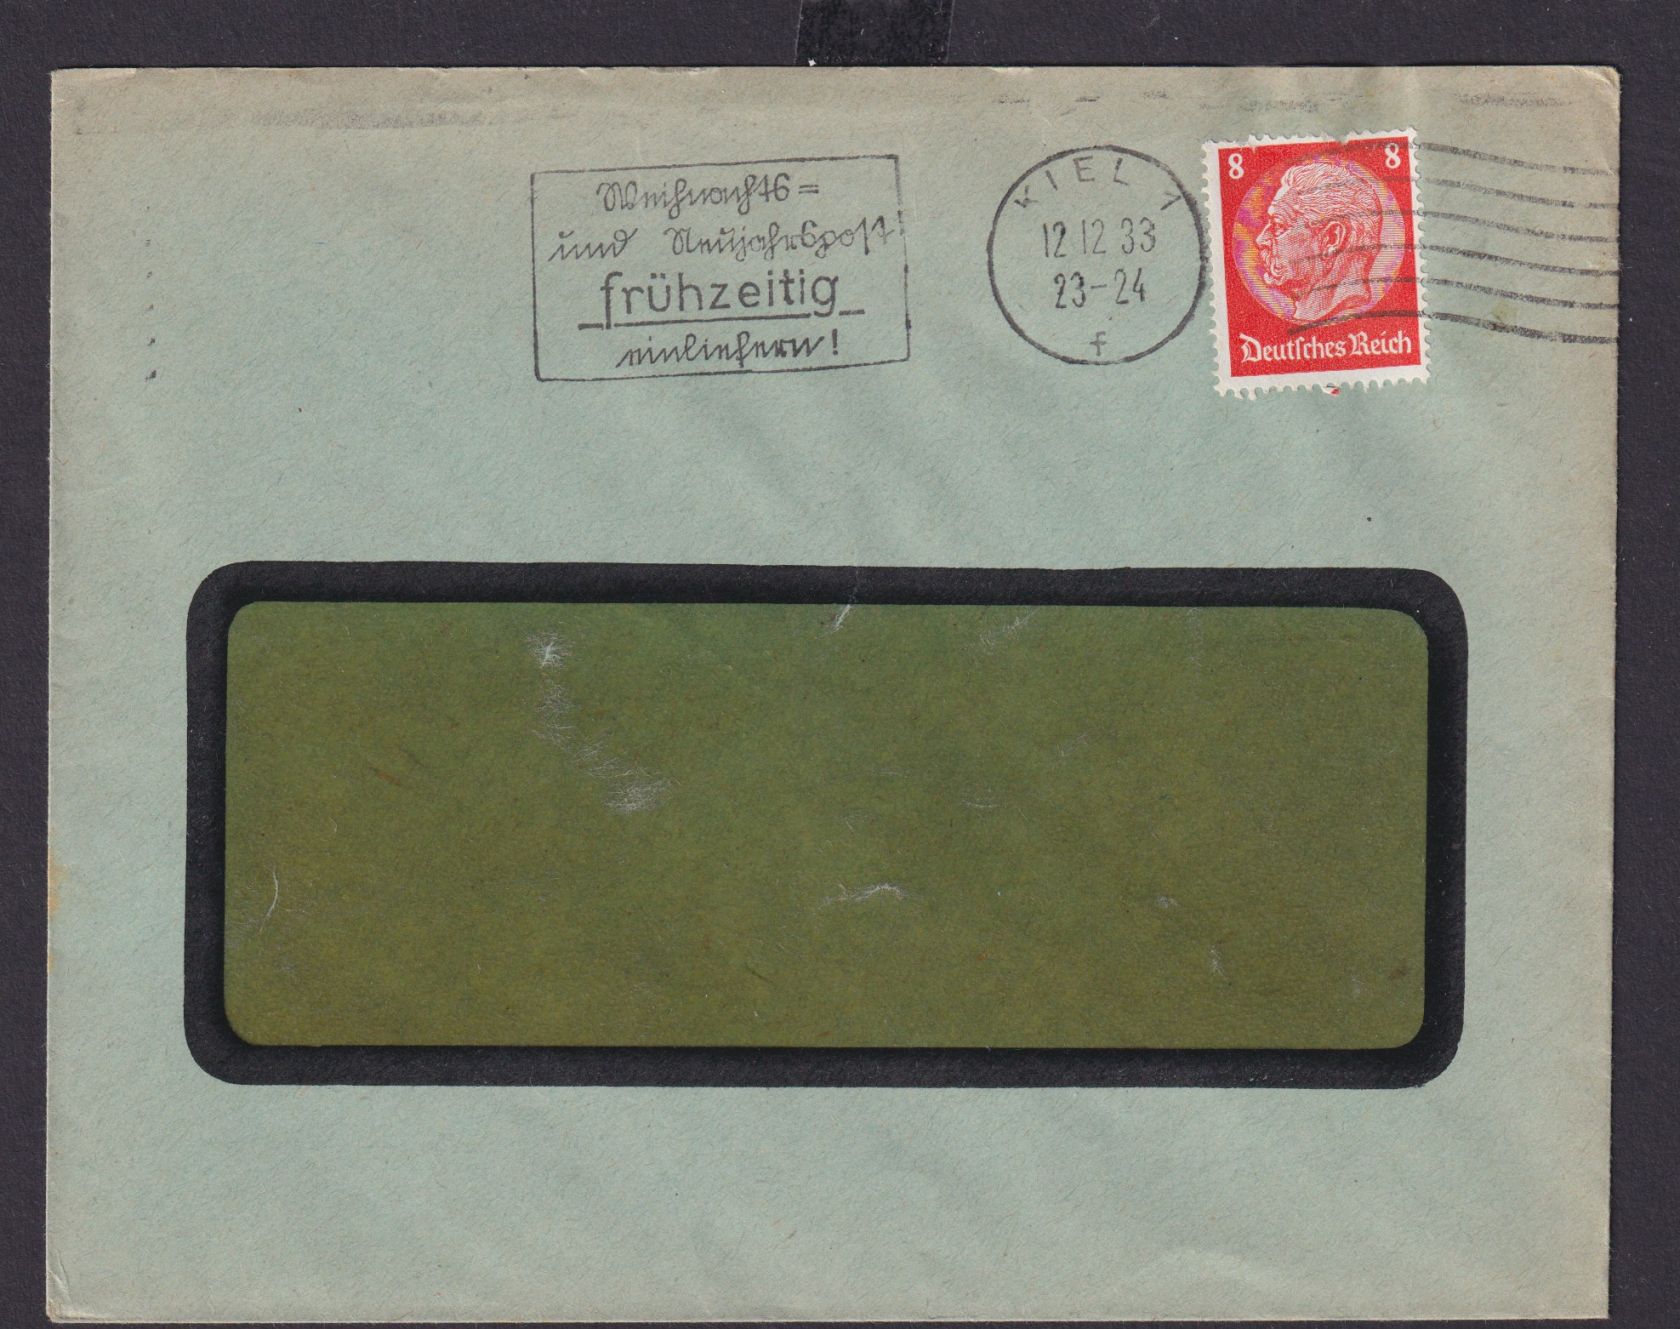 Weihnachts=
und Neujahrspost
frühzeitig
einliefern!
KIEL 1
12 12 33
23-24
f
8 8
Deutsches Reich